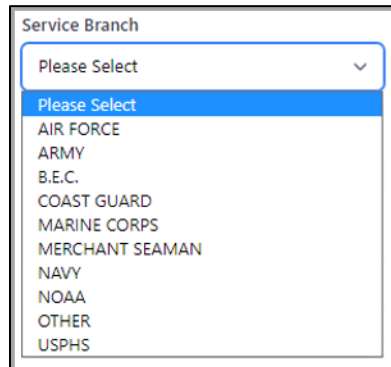 Service Branch
Please Select
Please Select
AIR FORCE
ARMY
B.E.C.
COAST GUARD
MARINE CORPS
MERCHANT SEAMAN
NAVY
NOAA
OTHER
USPHS